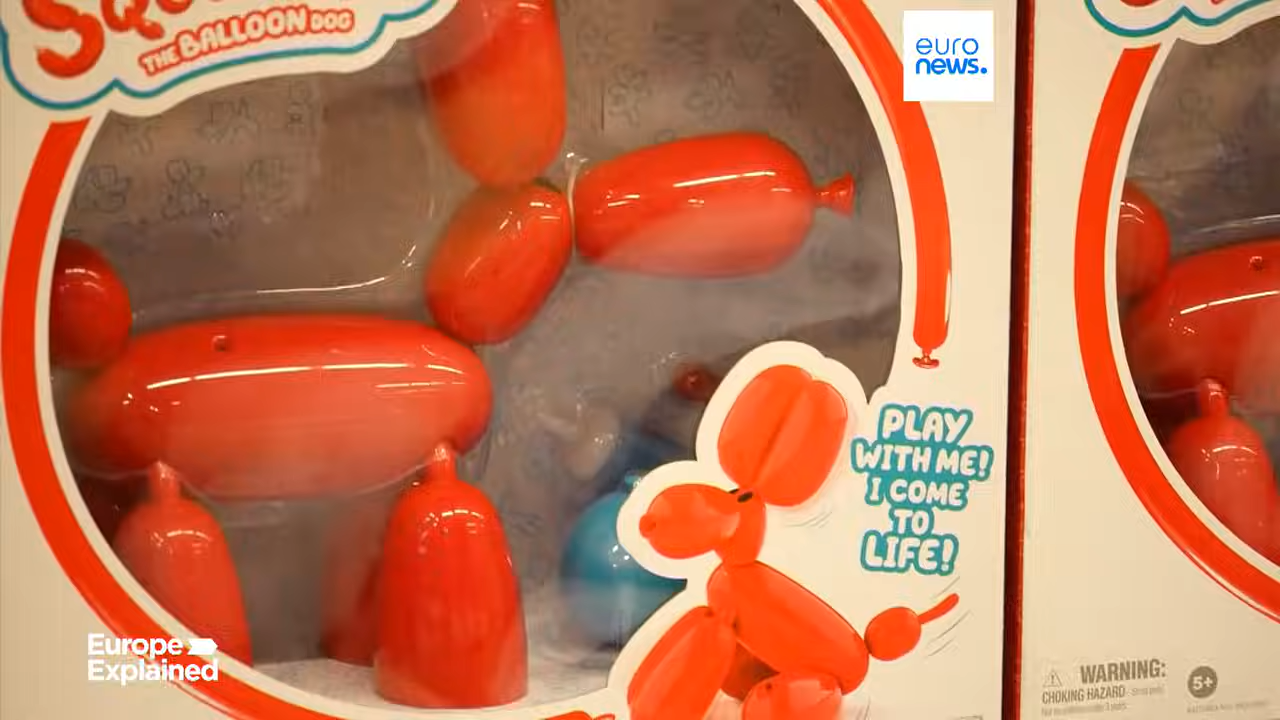 THE BALLOON DOG
euro
news.
PLAY
WITH ME!
I COME
TO
LIFE!
Europe
Explained
WARNING:
CHOKING HAZARD
5+